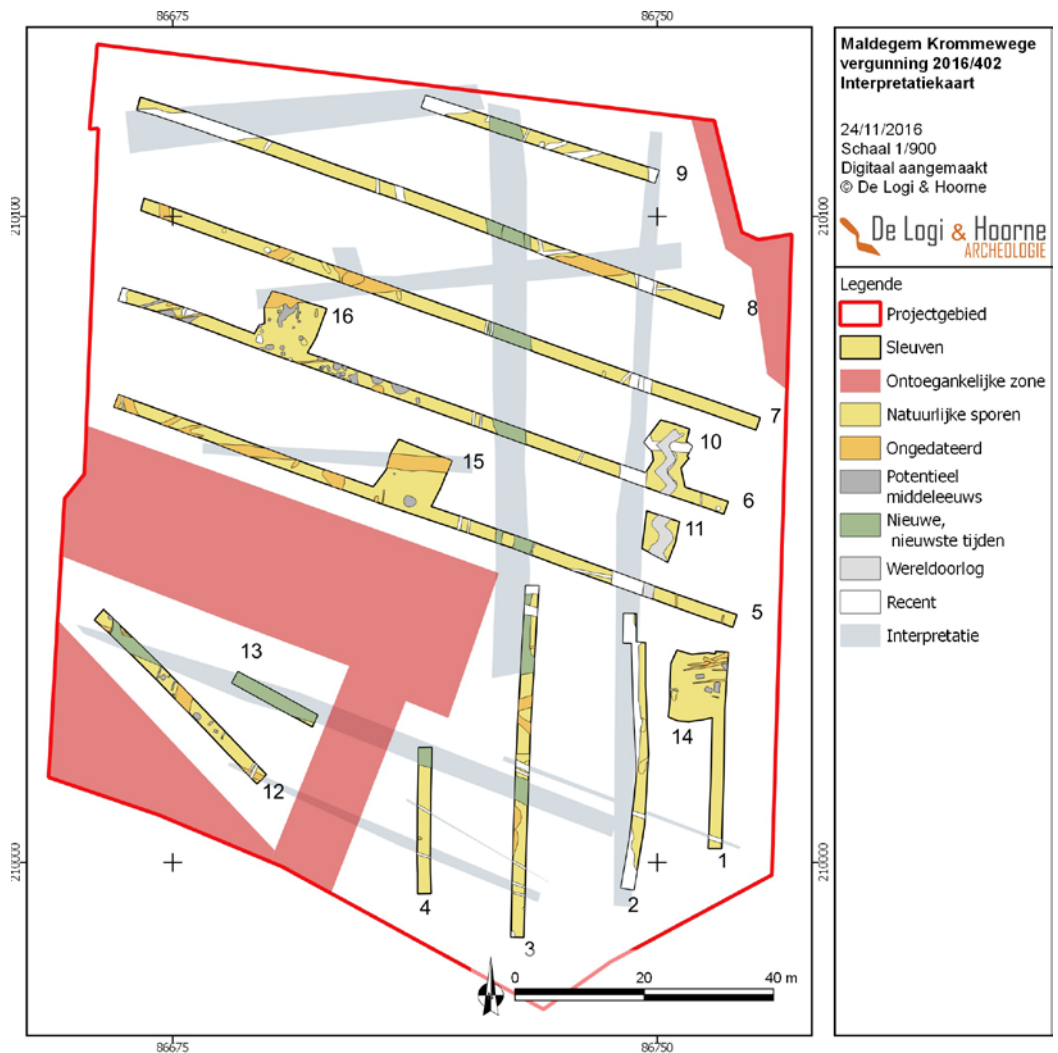 86675
86750
210100
210100
210000
210000
9
8
16
7
10
15
6
11
5
13
14
12
1
2
4
3
0
20
40 m
86675
86750
Maldegem Krommewege
vergunning 2016/402
Interpretatiekaart
24/11/2016
Schaal 1/900
Digitaal aangemaakt
© De Logi & Hoorne
De Logi & Hoorne
ARCHEOLOGIE
Legende
Projectgebied
Sleuven
Ontoegankelijke zone
Natuurlijke sporen
Ongedateerd
Potentieel
middeleeuws
Nieuwe,
nieuwste tijden
Wereldoorlog
Recent
Interpretatie